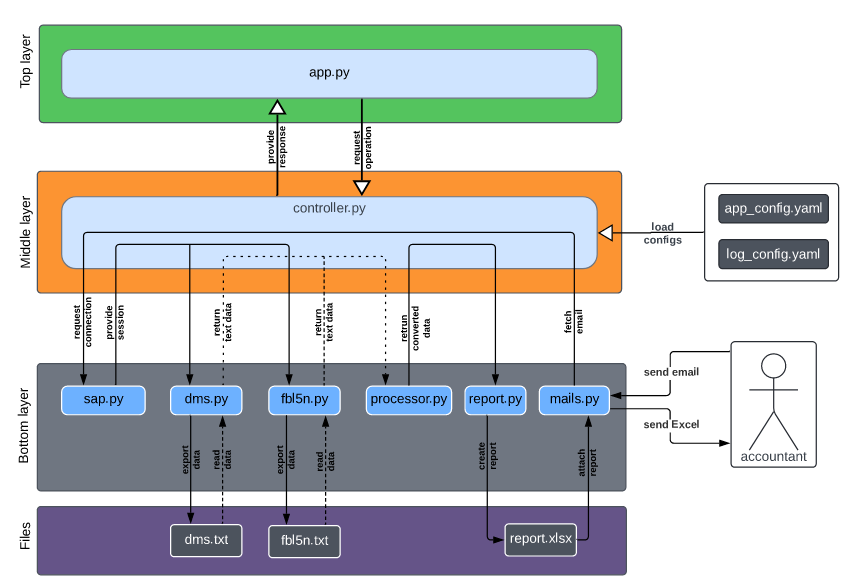 Top layer
app.py
provide
response
request
operation
Middle layer
controller.py
load
configs
app_config.yaml
log_config.yaml
request
connection
provide
session
return
text data
return
text data
retrun
converted
data
fetch
email
Bottom layer
sap.py
dms.py
fbl5n.py
processor.py
report.py
mails.py
send email
send Excel
accountant
export
data
read
data
export
data
read
data
create
report
attach
report
Files
dms.txt
fbl5n.txt
report.xlsx